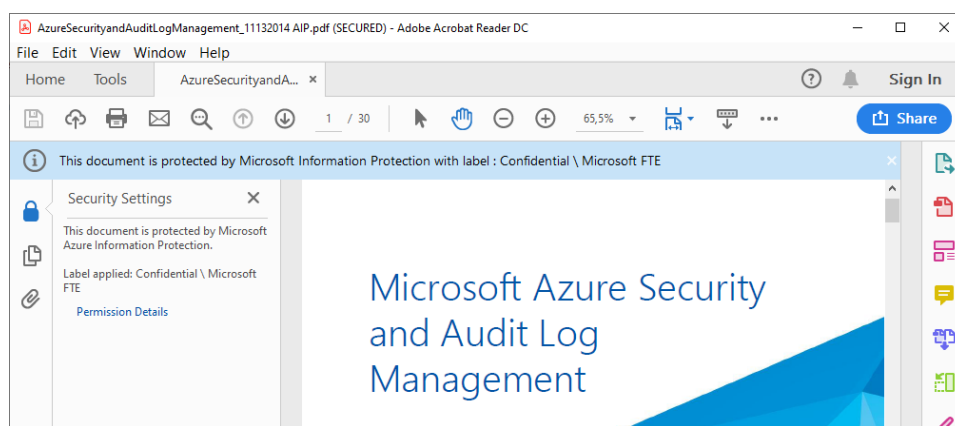 AzureSecurityandAuditLogManagement_11132014 AIP.pdf (SECURED) - Adobe Acrobat Reader DC
File Edit View Window Help
Home Tools AzureSecurityandA... ×
Sign In
1 / 30
65,5%
Share
This document is protected by Microsoft Information Protection with label : Confidential \ Microsoft FTE
Security Settings
This document is protected by Microsoft
Azure Information Protection.
Label applied: Confidential \ Microsoft
FTE
Permission Details
Microsoft Azure Security
and Audit Log
Management